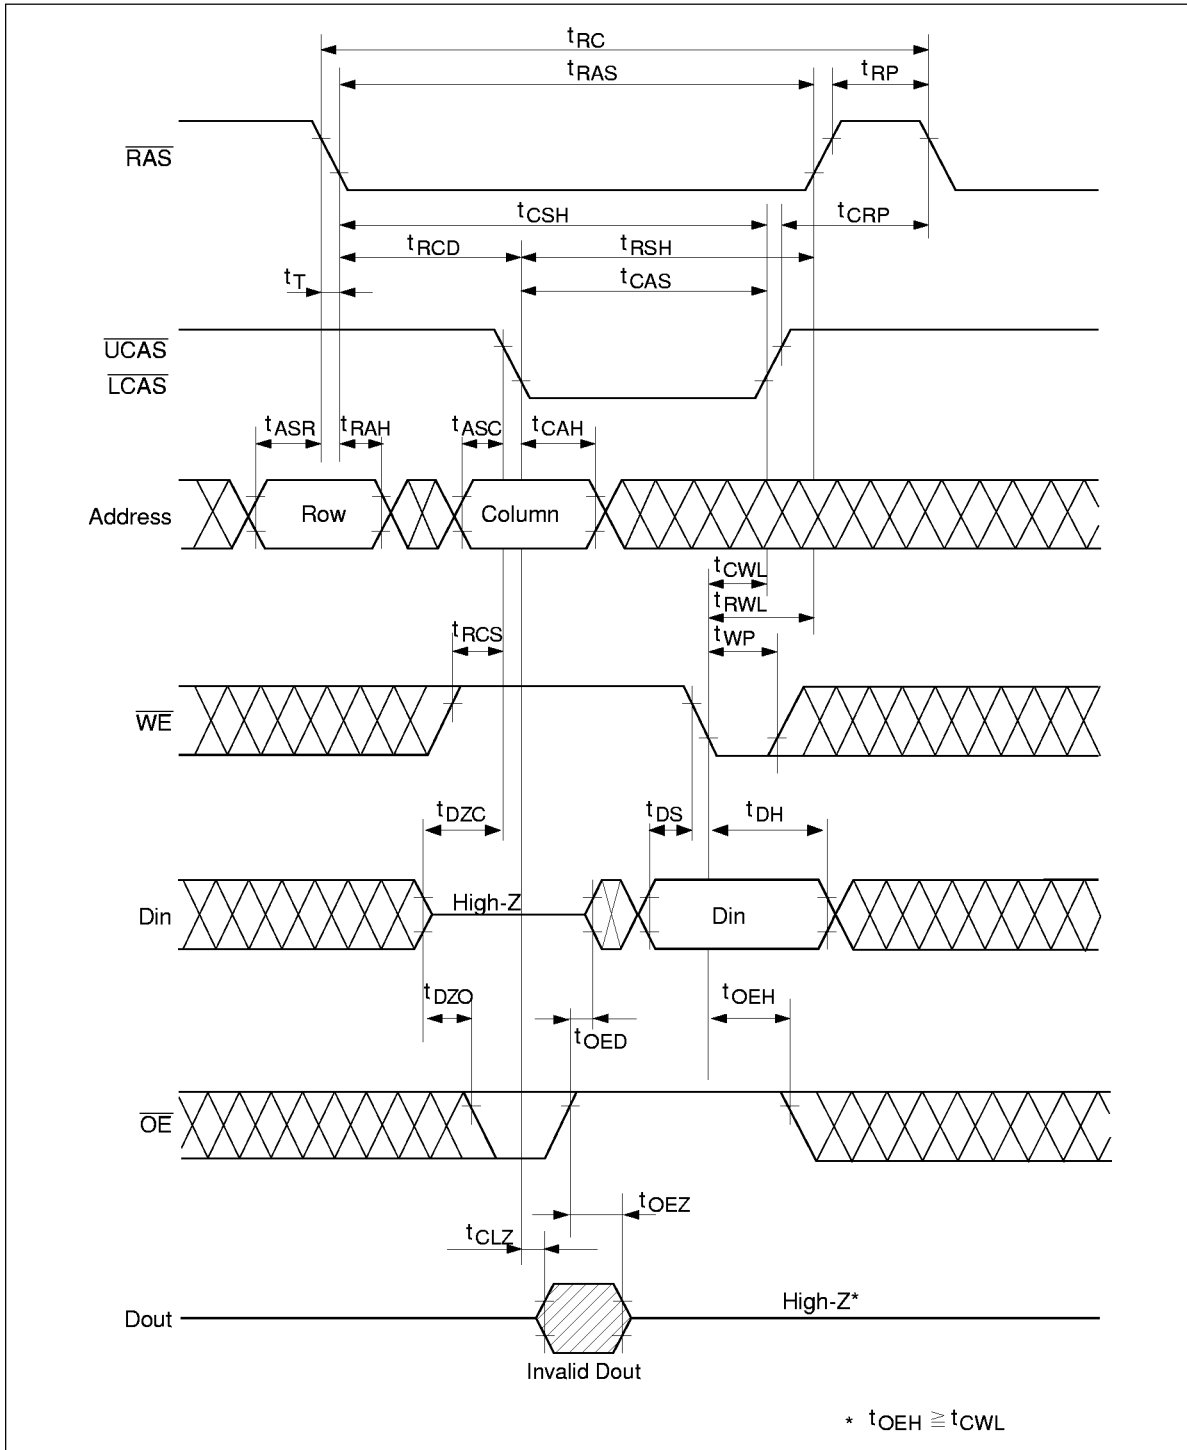 tRC
tRAS
tRP
RAS
tCSH
tCRP
tRCD
tRSH
tT
tCAS
UCAS
LCAS
tASR
tRAH
tASC
tCAH
Address
Row
Column
tCWL
tRWL
tRCS
tWP
WE
tDZC
tDS
tDH
Din
High-Z
Din
tDZO
tOED
tOEH
OE
tOEZ
tCLZ
High-Z*
Dout
Invalid Dout
* tOEH ≧ tCWL